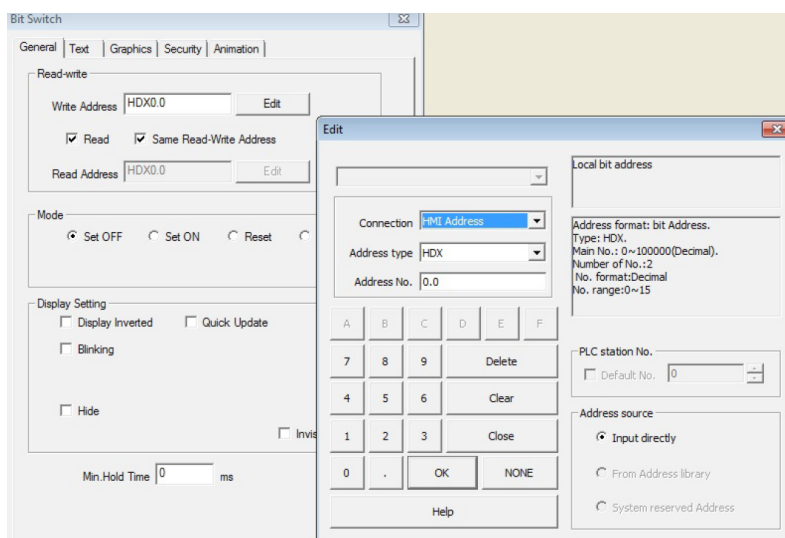 Bit Switch
General Text Graphics Security Animation
Read-write
Write Address HDX0.0 Edit
Read Same Read-Write Address
Read Address HDX0.0 Edit
Mode
Set OFF Set ON Reset
Display Setting
Display Inverted Quick Update
Blinking
Hide
Min.Hold Time 0 ms
Edit
Connection HMI Address
Address type HDX
Address No. 0.0
A B C D E F
7 8 9 Delete
4 5 6 Clear
1 2 3 Close
0 . OK NONE
Help
Local bit address
Address format: bit Address.
Type: HDX.
Main No.: 0~100000(Decimal).
Number of No.:2
No. format:Decimal
No. range:0~15
PLC station No.
Default No. 0
Address source
Input directly
From Address library
System reserved Address